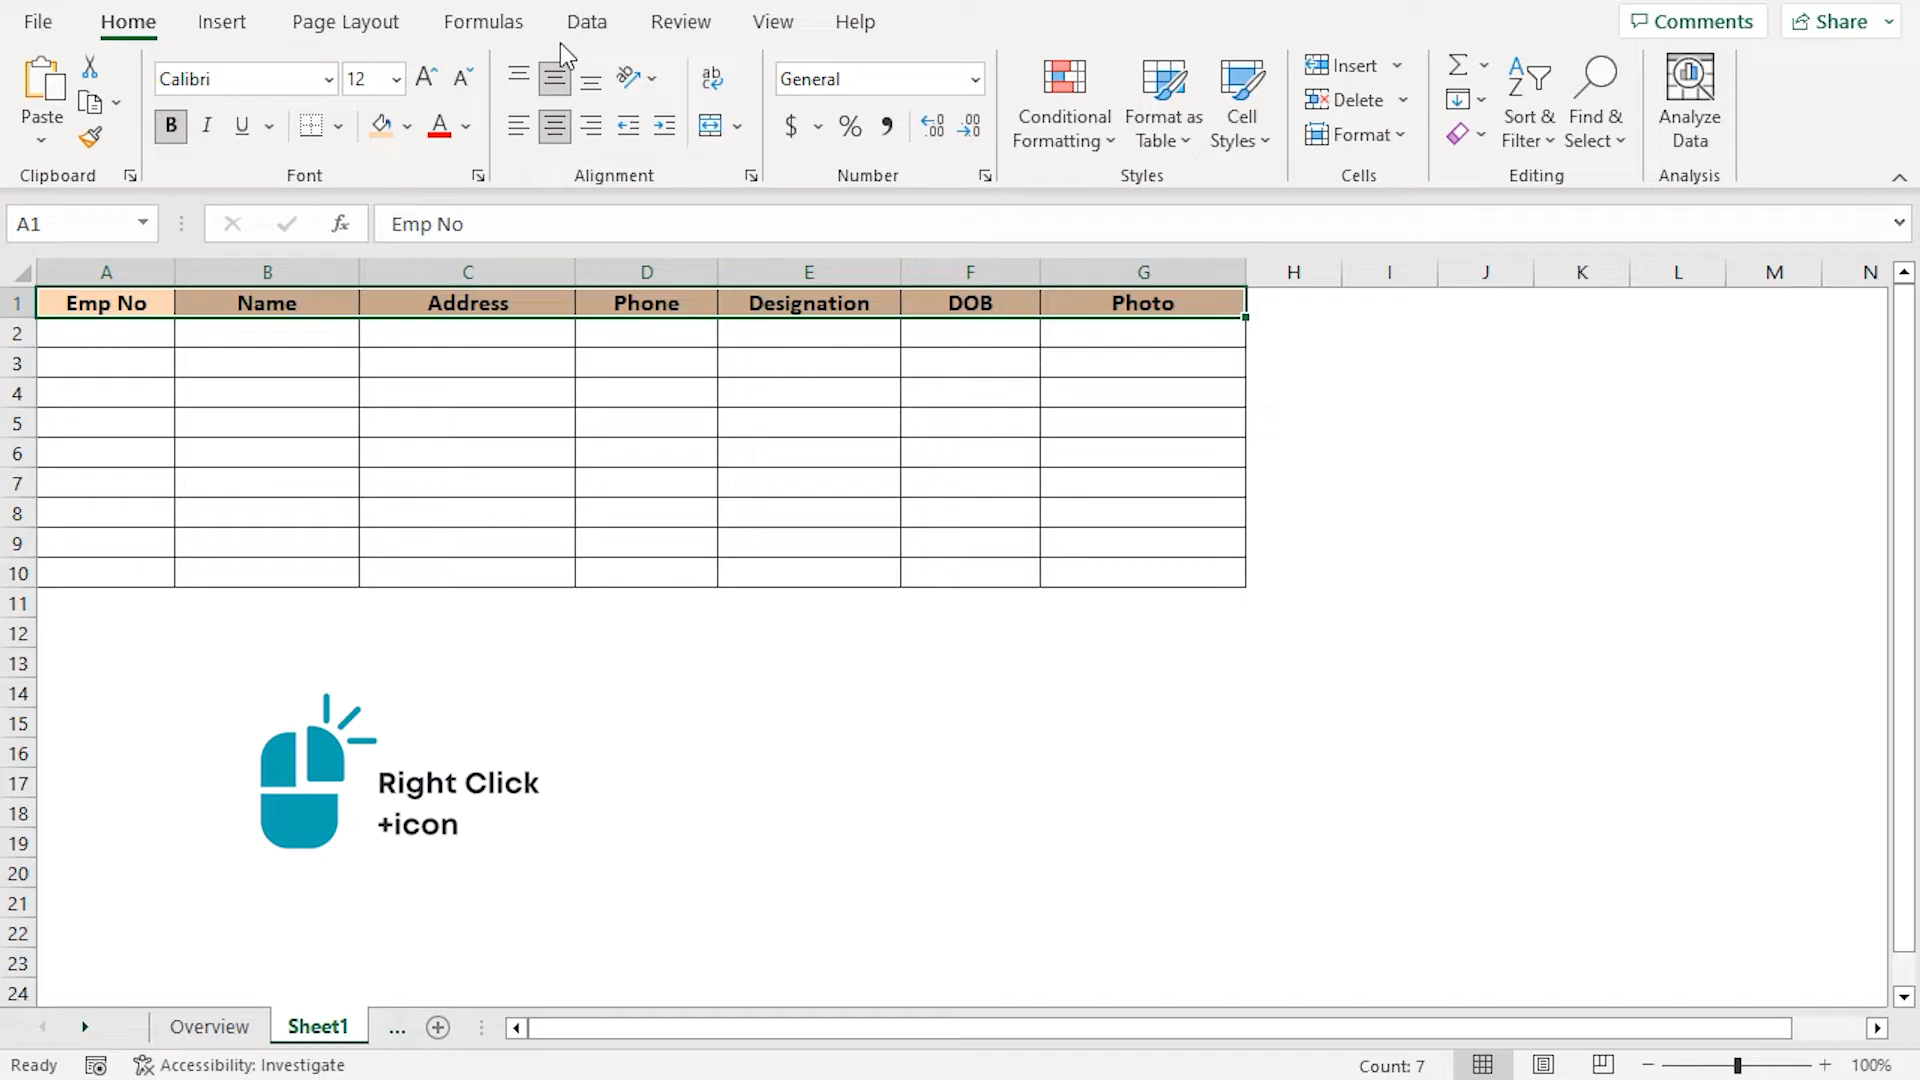 File Home Insert Page Layout Formulas Data Review View Help Comments Share
Calibri 12 General Insert
Delete
Format
Paste B I U A $ % Conditional Formatting Format as Table Cell Styles Sort & Filter Find & Select Analyze Data
Clipboard Font Alignment Number Styles Cells Editing Analysis
A1 fx Emp No
A B C D E F G H I J K L M N
1 Emp No Name Address Phone Designation DOB Photo
2
3
4
5
6
7
8
9
10
11
12
13
14
15
16
17 Right Click
18 +icon
19
20
21
22
23
24
Overview Sheet1 ...
Ready Accessibility: Investigate Count: 7 100%